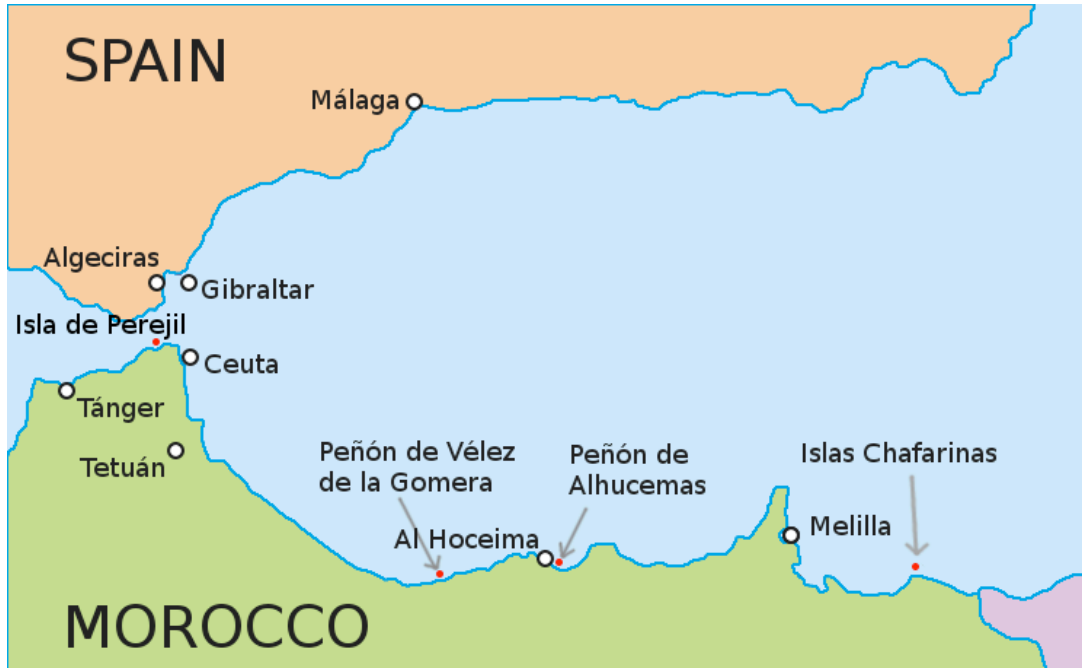 SPAIN
Málaga
Algeciras
Gibraltar
Isla de Perejil
Ceuta
Tánger
Tetuán
Peñón de Vélez
de la Gomera
Peñón de
Alhucemas
Islas Chafarinas
Al Hoceima
Melilla
MOROCCO